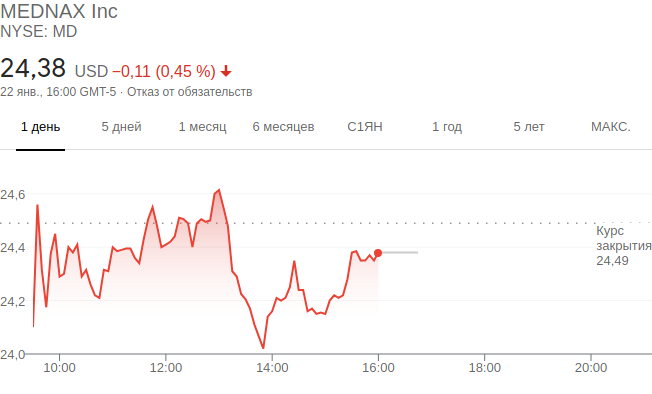 MEDNAX Inc
NYSE: MD
24,38 USD −0,11 (0,45 %)
22 янв., 16:00 GMT-5 · Отказ от обязательств
1 день 5 дней 1 месяц 6 месяцев С1ЯН 1 год 5 лет МАКС.
24,6
Курс
закрытия
24,49
24,4
24,2
24,0
10:00 12:00 14:00 16:00 18:00 20:00